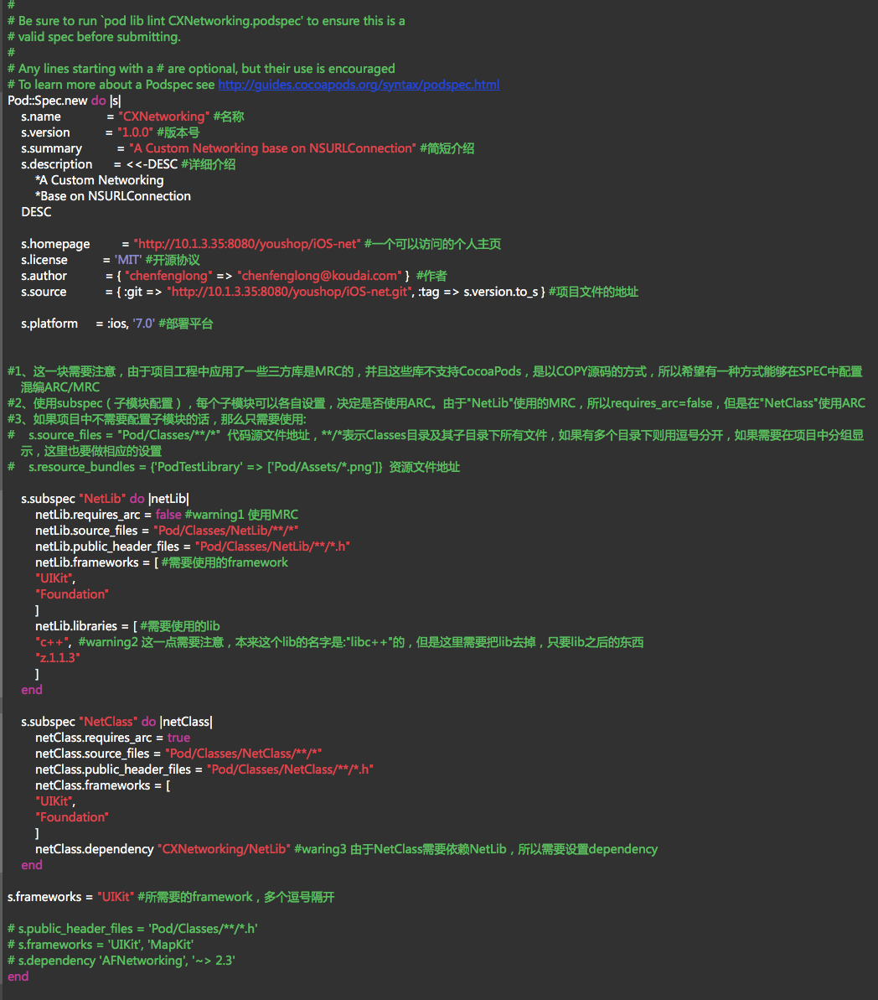 #
# Be sure to run `pod lib lint CXNetworking.podspec' to ensure this is a
# valid spec before submitting.
#
# Any lines starting with a # are optional, but their use is encouraged
# To learn more about a Podspec see http://guides.cocoapods.org/syntax/podspec.html
Pod::Spec.new do |s|
s.name = "CXNetworking" #名称
s.version = "1.0.0" #版本号
s.summary = "A Custom Networking base on NSURLConnection" #简短介绍
s.description = <<-DESC #详细介绍
*A Custom Networking
*Base on NSURLConnection
DESC
s.homepage = "http://10.1.3.35:8080/youshop/iOS-net" #一个可以访问的个人主页
s.license = 'MIT' #开源协议
s.author = { "chenfenglong" => "chenfenglong@koudai.com" } #作者
s.source = { :git => "http://10.1.3.35:8080/youshop/iOS-net.git", :tag => s.version.to_s } #项目文件的地址
s.platform = :ios, '7.0' #部署平台
#1、这一块需要注意，由于项目工程中应用了一些三方库是MRC的，并且这些库不支持CocoaPods，是以COPY源码的方式，所以希望有一种方式能够在SPEC中配置
混编ARC/MRC
#2、使用subspec（子模块配置），每个子模块可以各自设置，决定是否使用ARC。由于"NetLib"使用的MRC，所以requires_arc=false，但是在"NetClass"使用ARC
#3、如果项目中不需要配置子模块的话，那么只需要使用:
# s.source_files = "Pod/Classes/**/*" 代码源文件地址，**/*表示Classes目录及其子目录下所有文件，如果有多个目录下则用逗号分开，如果需要在项目中分组显
示，这里也要做相应的设置
# s.resource_bundles = {'PodTestLibrary' => ['Pod/Assets/*.png']} 资源文件地址
s.subspec "NetLib" do |netLib|
netLib.requires_arc = false #warning1 使用MRC
netLib.source_files = "Pod/Classes/NetLib/**/*"
netLib.public_header_files = "Pod/Classes/NetLib/**/*.h"
netLib.frameworks = [ #需要使用的framework
"UIKit",
"Foundation"
]
netLib.libraries = [ #需要使用的lib
"c++", #warning2 这一点需要注意，本来这个lib的名字是:"libc++"的，但是这里需要把lib去掉，只要lib之后的东西
"z.1.1.3"
]
end
s.subspec "NetClass" do |netClass|
netClass.requires_arc = true
netClass.source_files = "Pod/Classes/NetClass/**/*"
netClass.public_header_files = "Pod/Classes/NetClass/**/*.h"
netClass.frameworks = [
"UIKit",
"Foundation"
]
netClass.dependency "CXNetworking/NetLib" #waring3 由于NetClass需要依赖NetLib，所以需要设置dependency
end
s.frameworks = "UIKit" #所需要的framework，多个逗号隔开
# s.public_header_files = 'Pod/Classes/**/*.h'
# s.frameworks = 'UIKit', 'MapKit'
# s.dependency 'AFNetworking', '~> 2.3'
end